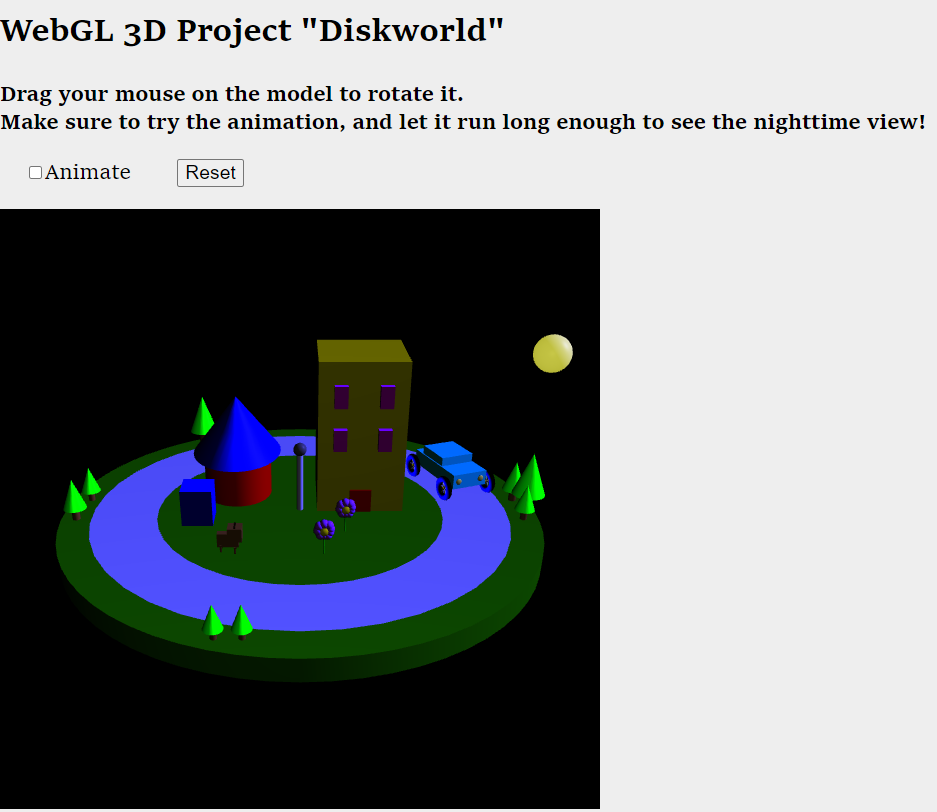 WebGL 3D Project "Diskworld"
Drag your mouse on the model to rotate it.
Make sure to try the animation, and let it run long enough to see the nighttime view!
Animate Reset